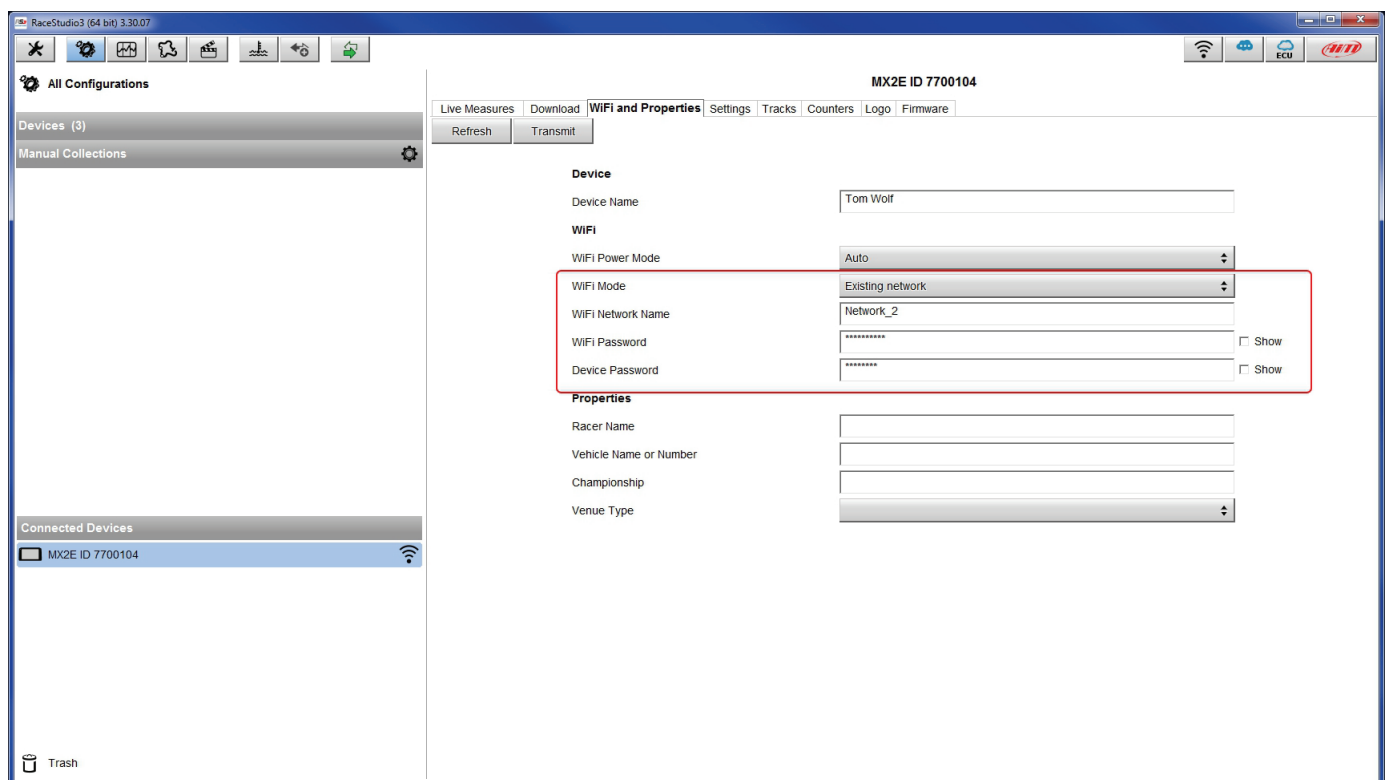 RaceStudio3 (64 bit) 3.30.07
ECU
AiM
All Configurations
MX2E ID 7700104
Live Measures Download WiFi and Properties Settings Tracks Counters Logo Firmware
Devices (3)
Refresh Transmit
Manual Collections
Device
Device Name Tom Wolf
WiFi
WiFi Power Mode Auto
WiFi Mode Existing network
WiFi Network Name Network_2
WiFi Password ********** Show
Device Password ******** Show
Properties
Racer Name
Vehicle Name or Number
Championship
Venue Type
Connected Devices
MX2E ID 7700104
Trash